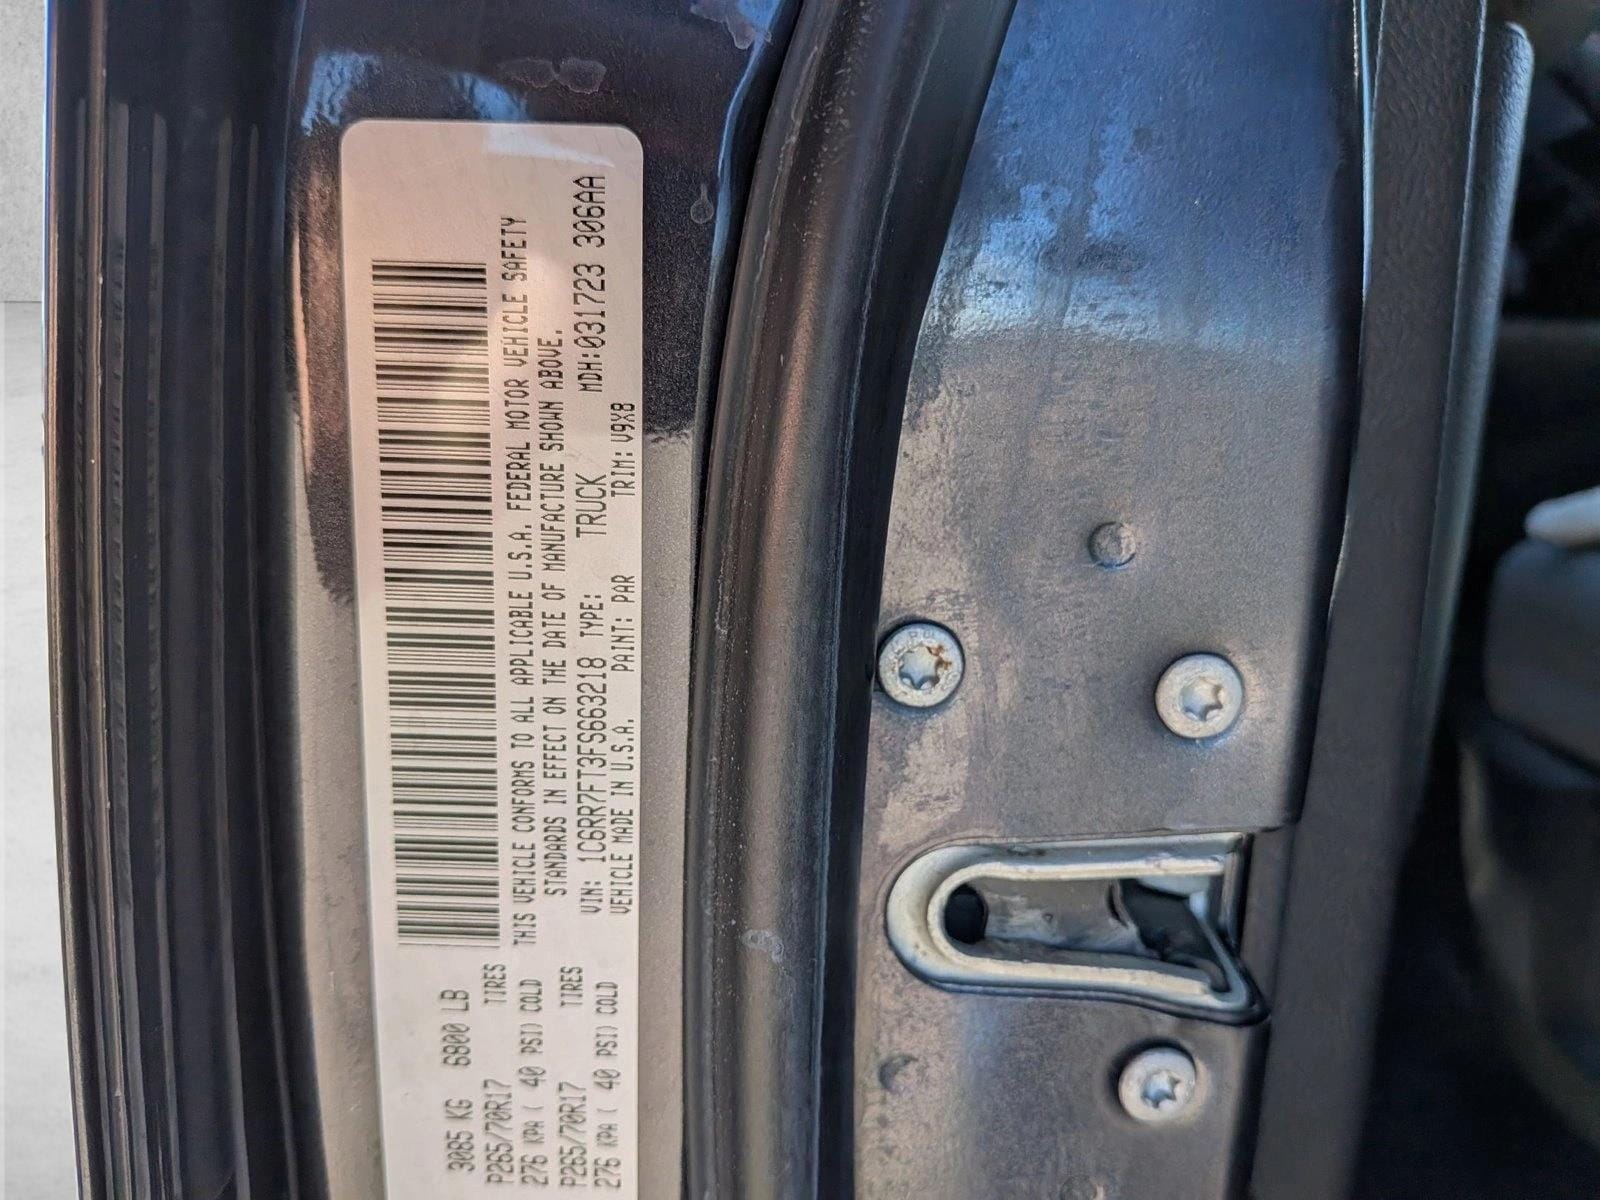 3085 KG 6800 LB
P265/70R17 TIRES
276 KPA ( 40 PSI) COLD
P265/70R17 TIRES
276 KPA ( 40 PSI) COLD
THIS VEHICLE CONFORMS TO ALL APPLICABLE U.S.A. FEDERAL MOTOR VEHICLE SAFETY
STANDARDS IN EFFECT ON THE DATE OF MANUFACTURE SHOWN ABOVE.
VIN: 1C6RR7FT3FS663218 TYPE: TRUCK MDH:031723 306AA
VEHICLE MADE IN U.S.A. PAINT: PAR TRIM: V9X8